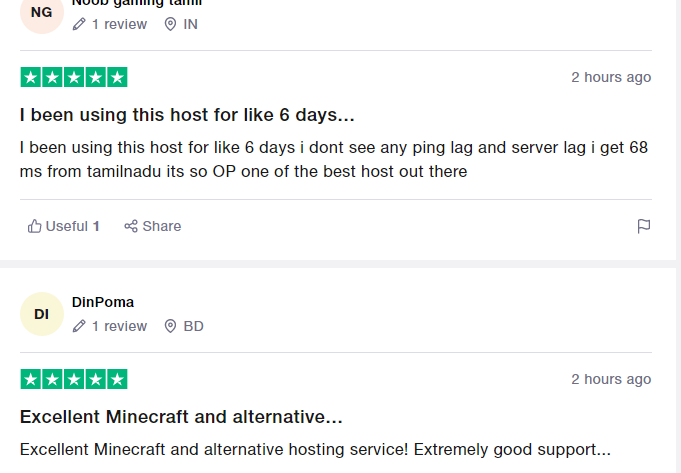 NG
Noob gaming tamil
1 review IN
2 hours ago
I been using this host for like 6 days...
I been using this host for like 6 days i dont see any ping lag and server lag i get 68
ms from tamilnadu its so OP one of the best host out there
Useful 1 Share
DI
DinPoma
1 review BD
2 hours ago
Excellent Minecraft and alternative...
Excellent Minecraft and alternative hosting service! Extremely good support...